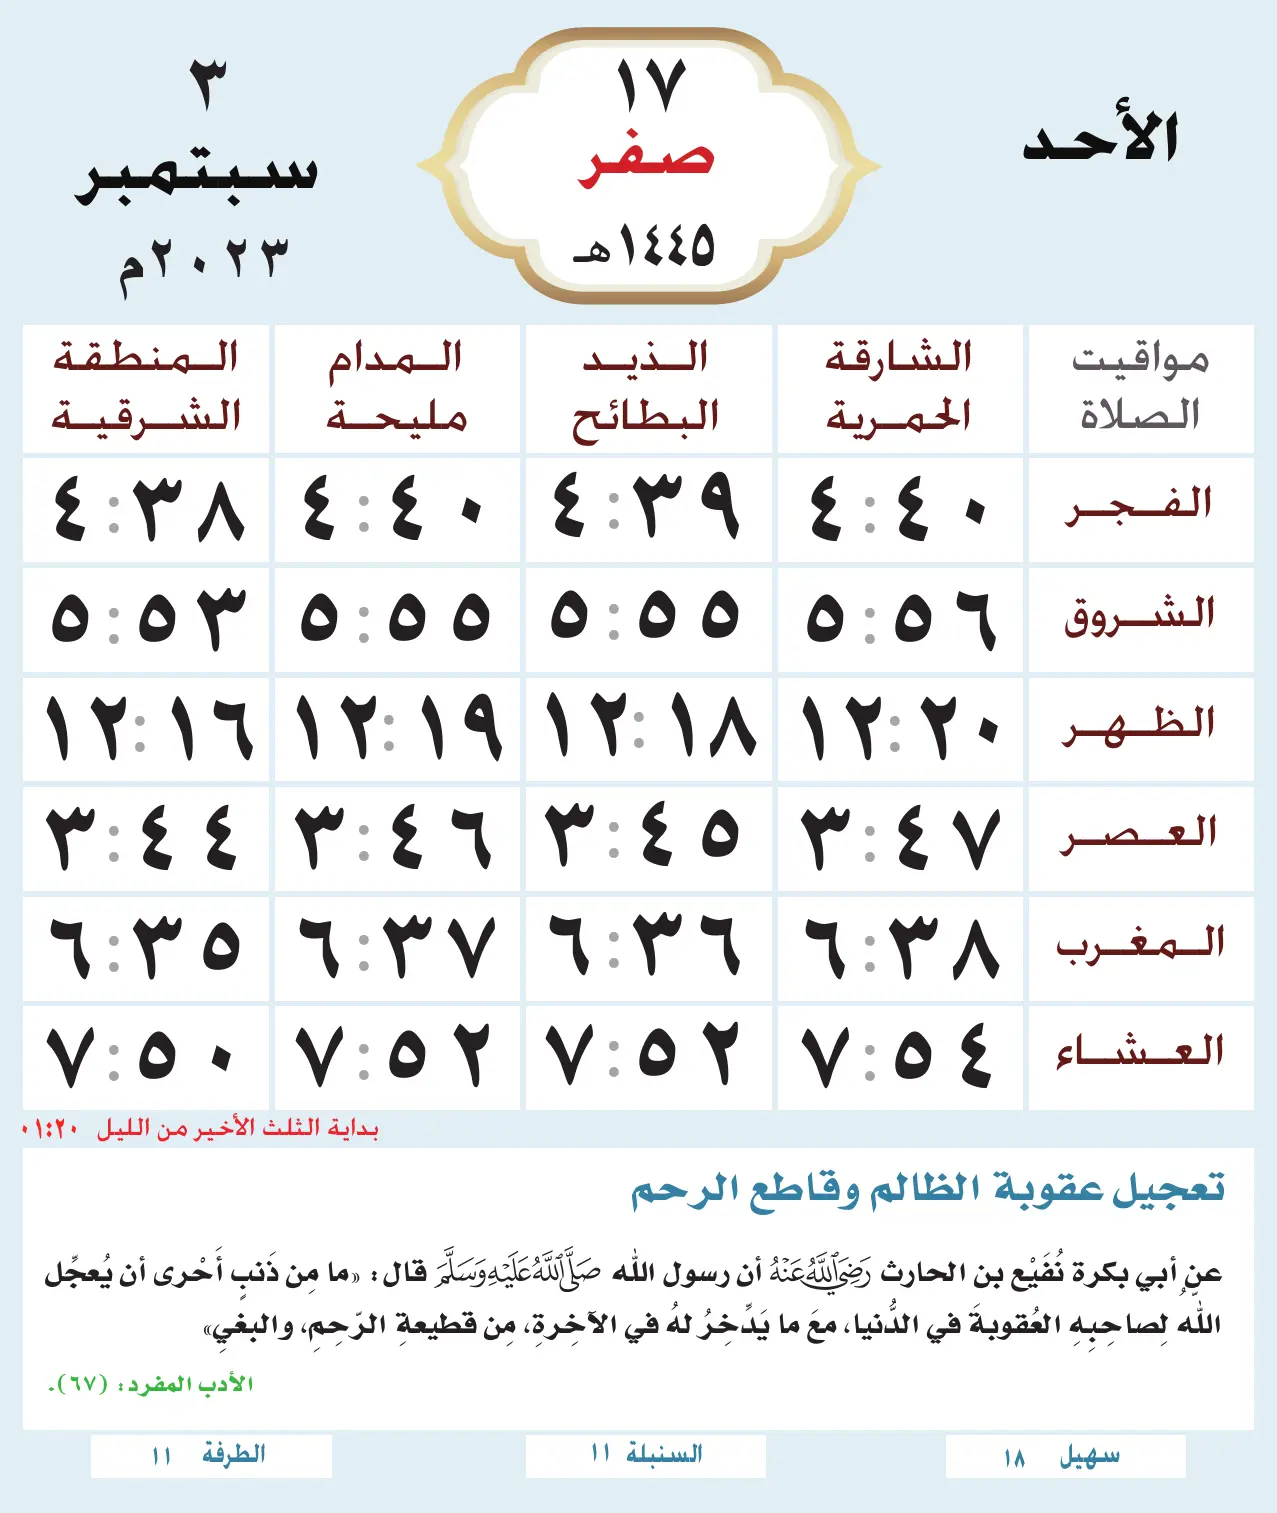 الأحد
١٧
صفر
١٤٤٥هـ
٣
سبتمبر
٢٠٢٣م
مواقيت الصلاة
الشارقة الحمرية
الذيد البطائح
المدام مليحة
المنطقة الشرقية
الفجر ٤:٤٠ ٤:٣٩ ٤:٤٠ ٤:٣٨
الشروق ٥:٥٦ ٥:٥٥ ٥:٥٥ ٥:٥٣
الظهر ١٢:٢٠ ١٢:١٨ ١٢:١٩ ١٢:١٦
العصر ٣:٤٧ ٣:٤٥ ٣:٤٦ ٣:٤٤
المغرب ٦:٣٨ ٦:٣٦ ٦:٣٧ ٦:٣٥
العشاء ٧:٥٤ ٧:٥٢ ٧:٥٢ ٧:٥٠
بداية الثلث الأخير من الليل ٠١:٢٠
تعجيل عقوبة الظالم وقاطع الرحم
عن أبي بكرة نُفَيْع بن الحارث رَضِيَ اللَّهُ عَنْهُ أن رسول الله صَلَّى اللَّهُ عَلَيْهِ وَسَلَّمَ قال: «ما مِن ذَنبٍ أَحْرى أن يُعجِّل
اللهُ لِصاحِبِهِ العُقوبةَ في الدُّنيا، معَ ما يَدِّخِرُ لهُ في الآخِرةِ، مِن قطيعةِ الرّحِمِ، والبغيِ»
الأدب المفرد: (٦٧).
سهيل ١٨
السنبلة ١١
الطرفة ١١